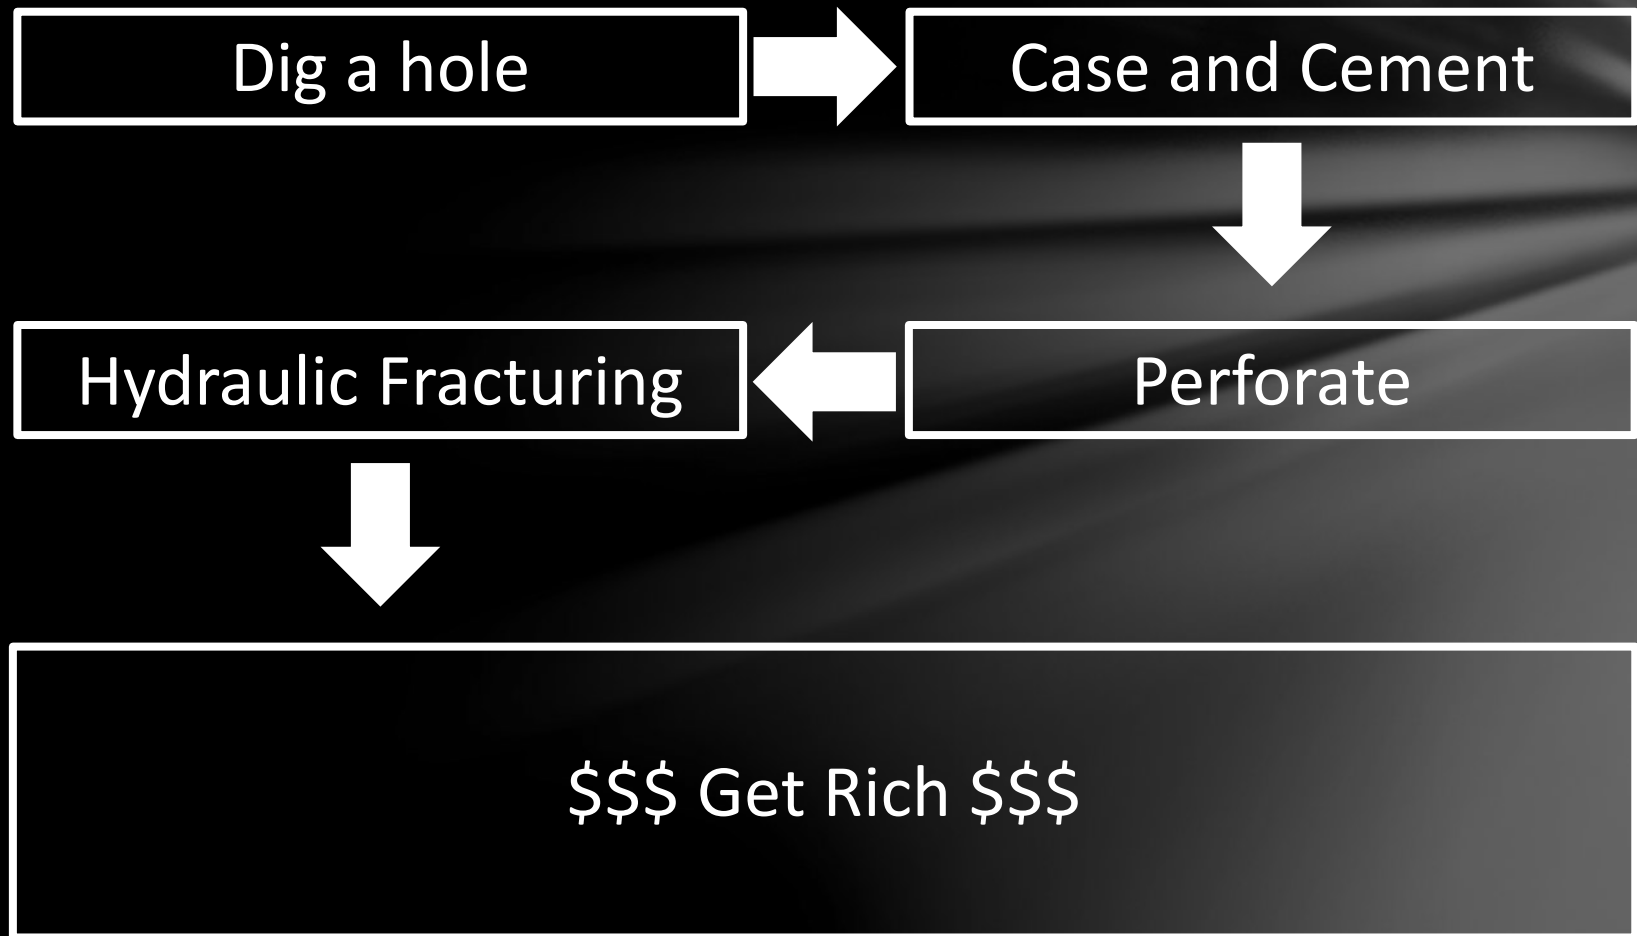 Dig a hole
Case and Cement
Perforate
Hydraulic Fracturing
$$$ Get Rich $$$